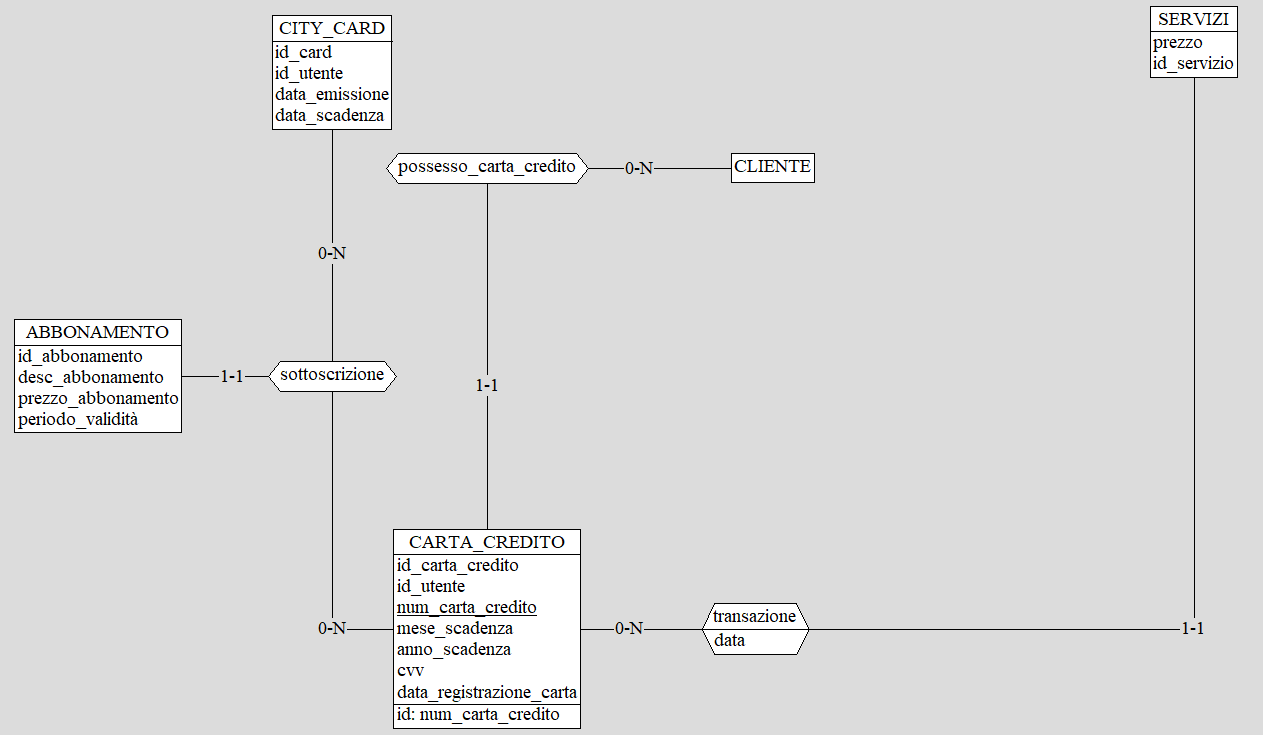 CITY_CARD
id_card
id_utente
data_emissione
data_scadenza
SERVIZI
prezzo
id_servizio
possesso_carta_credito
0-N
CLIENTE
0-N
ABBONAMENTO
id_abbonamento
desc_abbonamento
prezzo_abbonamento
periodo_validità
1-1
sottoscrizione
1-1
CARTA_CREDITO
id_carta_credito
id_utente
num_carta_credito
mese_scadenza
anno_scadenza
cvv
data_registrazione_carta
id: num_carta_credito
0-N
0-N
transazione
data
1-1